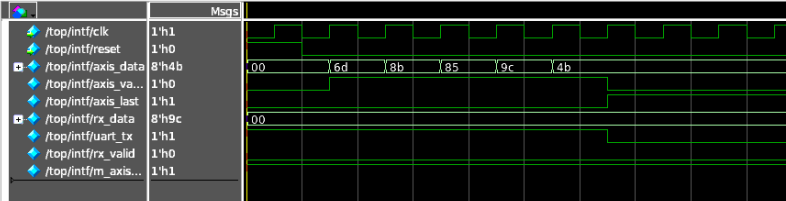 Msgs
/top/intf/clk 1'h1
/top/intf/reset 1'h0
/top/intf/axis_data 8'h4b 00 6d 8b 85 9c 4b
/top/intf/axis_va... 1'h0
/top/intf/axis_last 1'h1
/top/intf/rx_data 8'h9c 00
/top/intf/uart_tx 1'h1
/top/intf/rx_valid 1'h0
/top/intf/m_axis... 1'h1